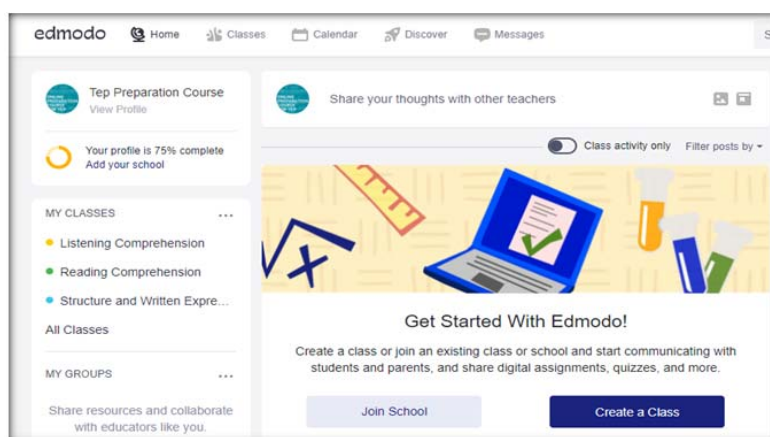 edmodo Home Classes Calendar Discover Messages
Tep Preparation Course
View Profile
Your profile is 75% complete
Add your school
MY CLASSES ...
Listening Comprehension
Reading Comprehension
Structure and Written Expre...
All Classes
MY GROUPS ...
Share resources and collaborate
with educators like you.
Share your thoughts with other teachers
Class activity only Filter posts by
Get Started With Edmodo!
Create a class or join an existing class or school and start communicating with
students and parents, and share digital assignments, quizzes, and more.
Join School Create a Class